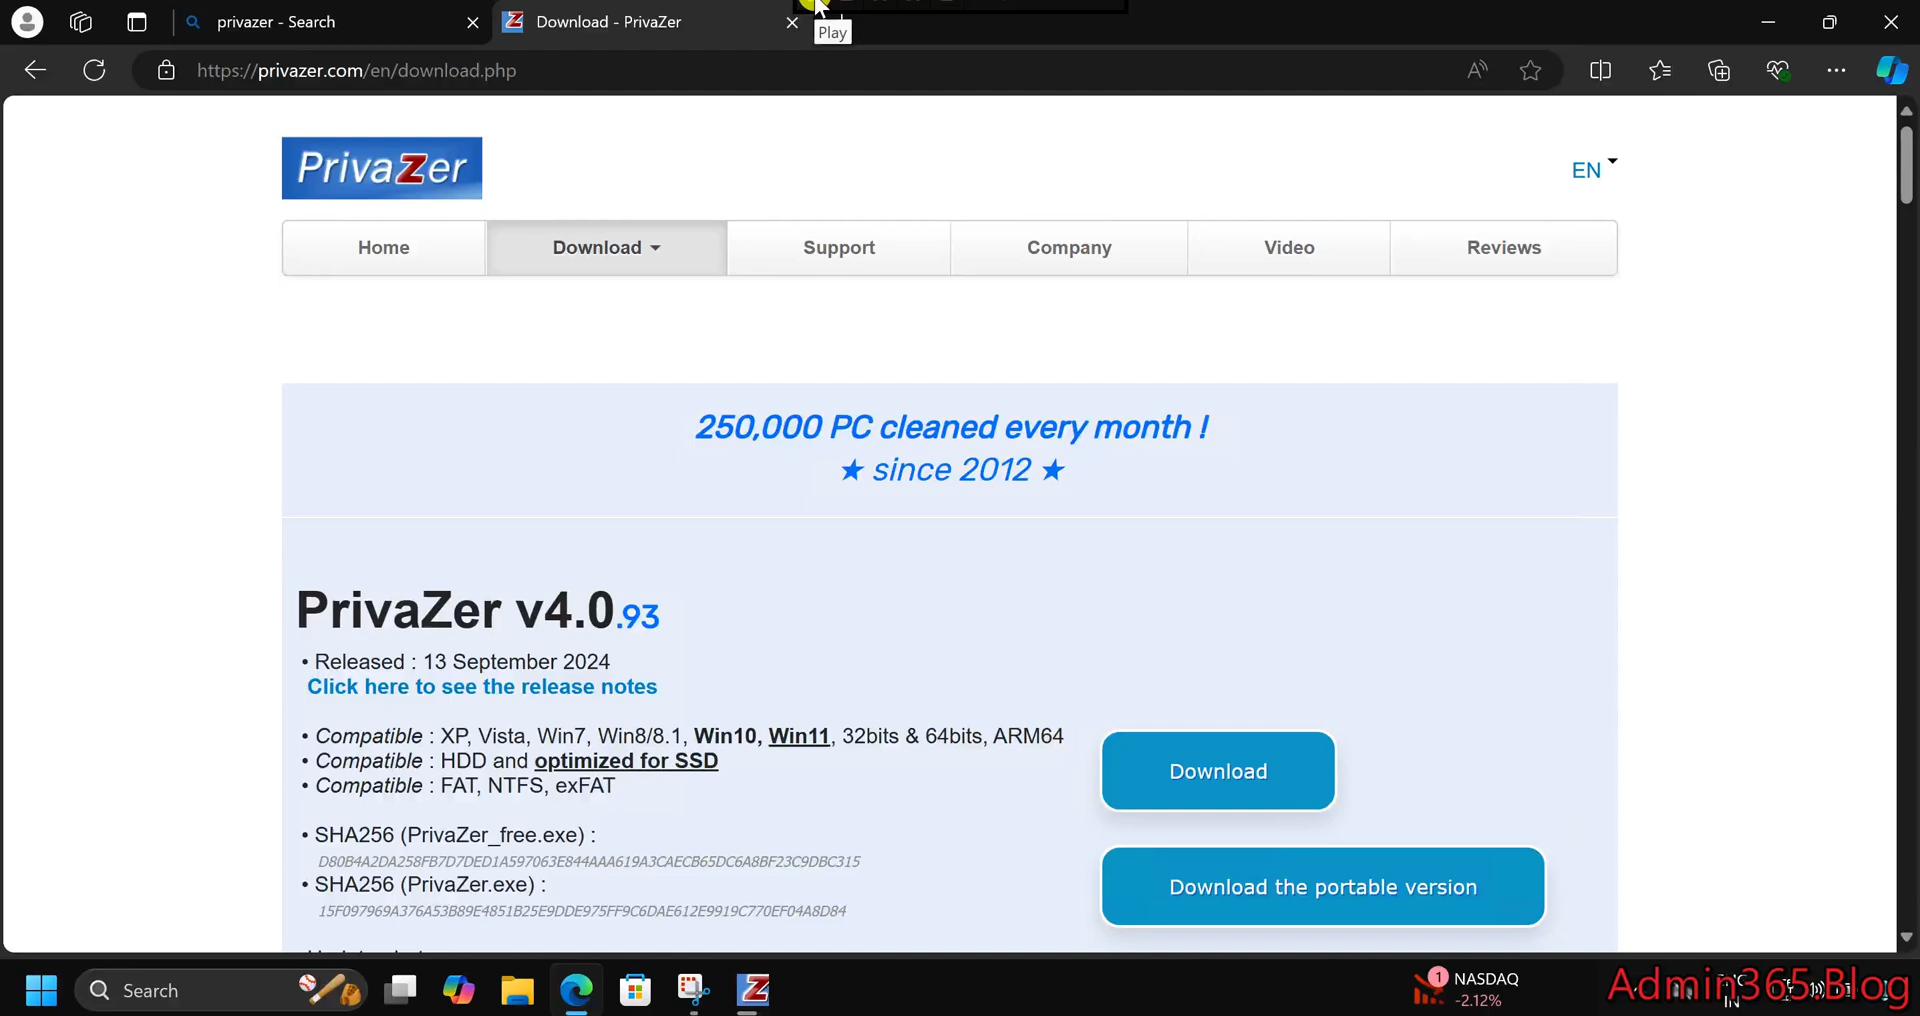 privazer - Search
Download - PrivaZer
Play
https://privazer.com/en/download.php
PrivaZer
EN
Home
Download
Support
Company
Video
Reviews
250,000 PC cleaned every month !
★ since 2012 ★
PrivaZer v4.0.93
• Released : 13 September 2024
Click here to see the release notes
• Compatible : XP, Vista, Win7, Win8/8.1, Win10, Win11, 32bits & 64bits, ARM64
• Compatible : HDD and optimized for SSD
• Compatible : FAT, NTFS, exFAT
Download
• SHA256 (PrivaZer_free.exe) :
D80B4A2DA258FB7D7DED1A597063E844AAA619A3CAECB65DC6A8BF23C9DBC315
• SHA256 (PrivaZer.exe) :
15F097969A376A53B89E4851B25E9DDE975FF9C6DAE612E9919C770EF04A8D84
Download the portable version
Search
1
NASDAQ
-2.12%
IN
Admin365.Blog